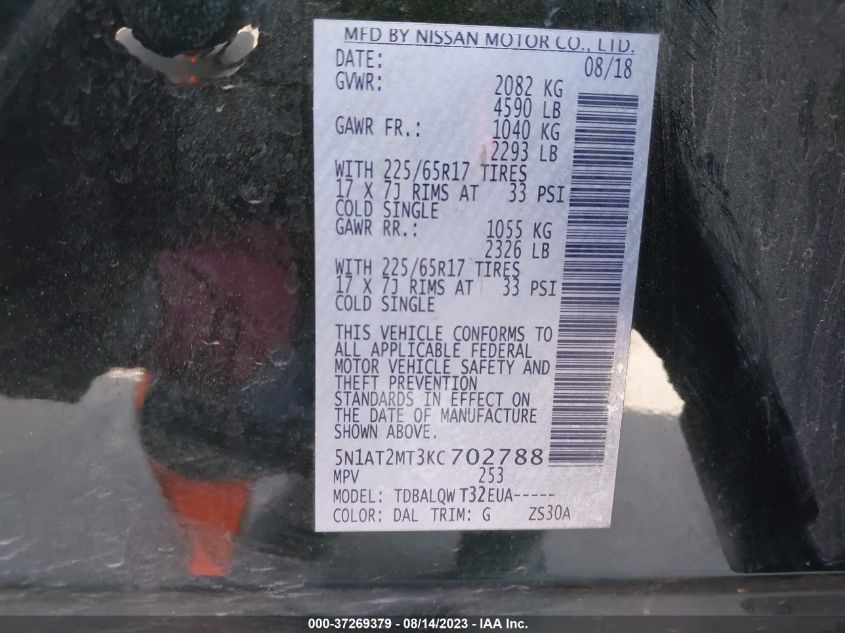 MFD BY NISSAN MOTOR CO., LTD.
DATE: 08/18
GVWR: 2082 KG
4590 LB
GAWR FR.: 1040 KG
2293 LB
WITH 225/65R17 TIRES
17 X 7J RIMS AT 33 PSI
COLD SINGLE
GAWR RR.: 1055 KG
2326 LB
WITH 225/65R17 TIRES
17 X 7J RIMS AT 33 PSI
COLD SINGLE
THIS VEHICLE CONFORMS TO
ALL APPLICABLE FEDERAL
MOTOR VEHICLE SAFETY AND
THEFT PREVENTION
STANDARDS IN EFFECT ON
THE DATE OF MANUFACTURE
SHOWN ABOVE.
5N1AT2MT3KC702788
MPV 253
MODEL: TDBALQW T32EUA-----
COLOR: DAL TRIM: G ZS30A
000-37269379 - 08/14/2023 - IAA Inc.